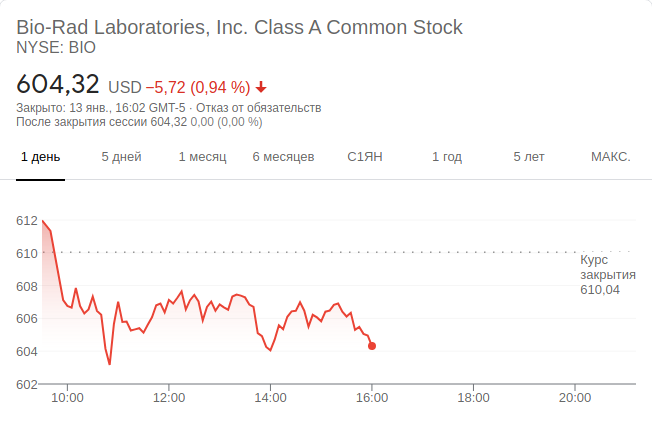 Bio-Rad Laboratories, Inc. Class A Common Stock
NYSE: BIO
604,32 USD −5,72 (0,94 %)
Закрыто: 13 янв., 16:02 GMT-5 · Отказ от обязательств
После закрытия сессии 604,32 0,00 (0,00 %)
1 день 5 дней 1 месяц 6 месяцев С1ЯН 1 год 5 лет МАКС.
612
610
Курс
закрытия
610,04
608
606
604
602
10:00 12:00 14:00 16:00 18:00 20:00